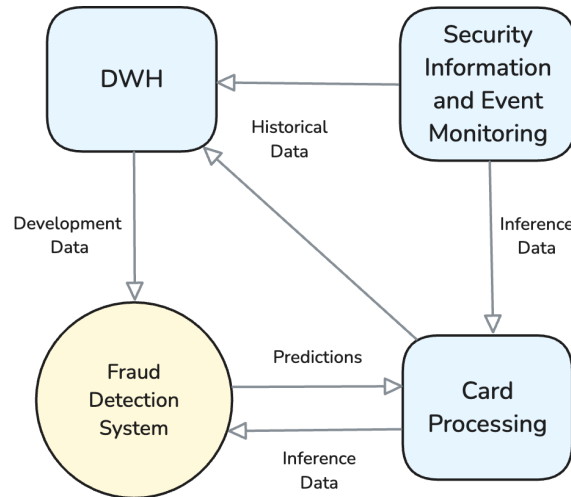 DWH
Security
Information
and Event
Monitoring
Historical
Data
Development
Data
Inference
Data
Fraud
Detection
System
Predictions
Card
Processing
Inference
Data